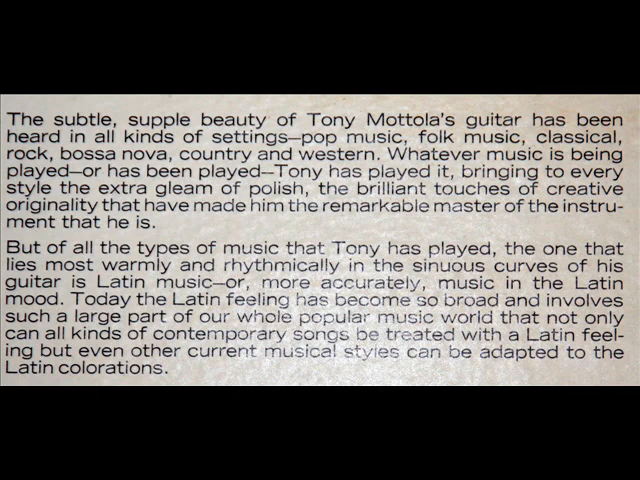 The subtle, supple beauty of Tony Mottola's guitar has been
heard in all kinds of settings—pop music, folk music, classical,
rock, bossa nova, country and western. Whatever music is being
played—or has been played—Tony has played it, bringing to every
style the extra gleam of polish, the brilliant touches of creative
originality that have made him the remarkable master of the instru-
ment that he is.
But of all the types of music that Tony has played, the one that
lies most warmly and rhythmically in the sinuous curves of his
guitar is Latin music—or, more accurately, music in the Latin
mood. Today the Latin feeling has become so broad and involves
such a large part of our whole popular music world that not only
can all kinds of contemporary songs be treated with a Latin feel-
ing but even other current musical styles can be adapted to the
Latin colorations.